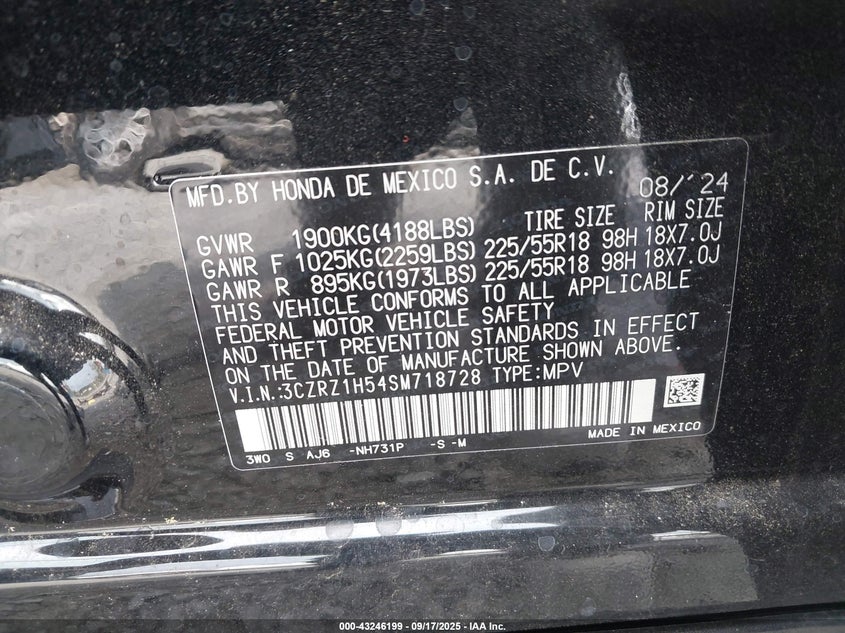 MFD.BY HONDA DE MEXICO S.A. DE C.V. 08/'24
TIRE SIZE RIM SIZE
GVWR 1900KG(4188LBS)
GAWR F 1025KG(2259LBS) 225/55R18 98H 18X7.0J
GAWR R 895KG(1973LBS) 225/55R18 98H 18X7.0J
THIS VEHICLE CONFORMS TO ALL APPLICABLE
FEDERAL MOTOR VEHICLE SAFETY
AND THEFT PREVENTION STANDARDS IN EFFECT
ON THE DATE OF MANUFACTURE SHOWN ABOVE.
V.I.N.:3CZRZ1H54SM718728 TYPE:MPV
3W0 S AJ6 -NH731P -S -M MADE IN MEXICO
000-43246199 - 09/17/2025 - IAA Inc.